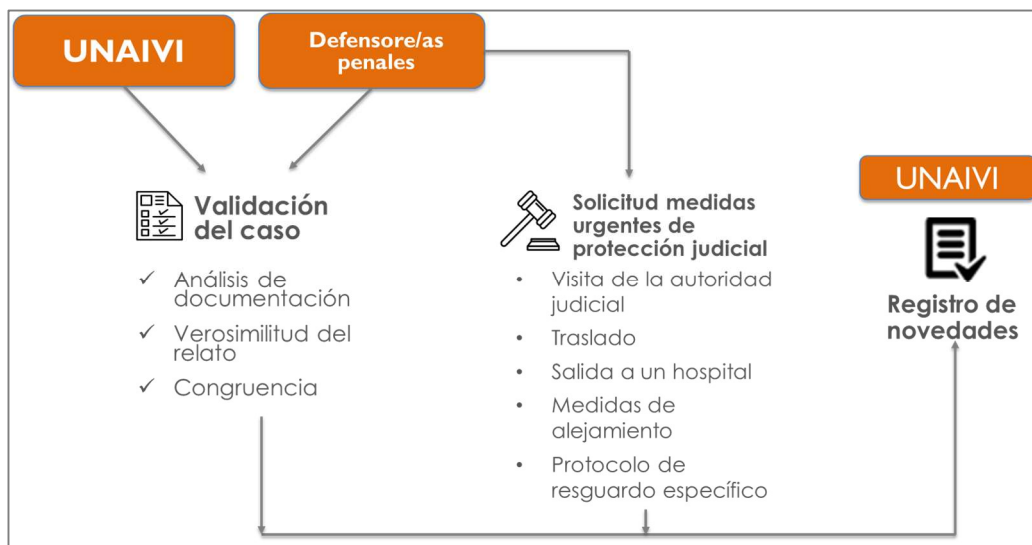 UNAIVI
Defensore/as
penales
Validación
del caso
✓ Análisis de
documentación
✓ Verosimilitud del
relato
✓ Congruencia
Solicitud medidas
urgentes de
protección judicial
• Visita de la autoridad
judicial
• Traslado
• Salida a un hospital
• Medidas de
alejamiento
• Protocolo de
resguardo específico
UNAIVI
Registro de
novedades